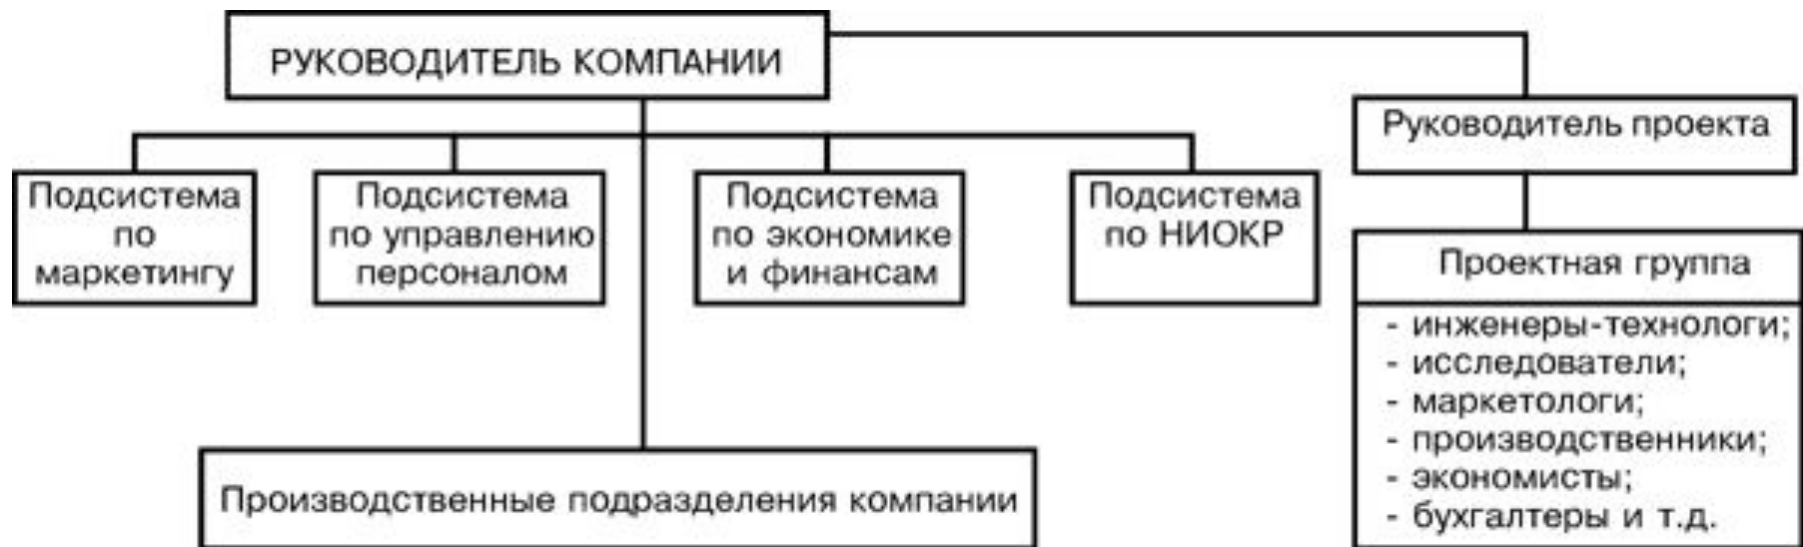 РУКОВОДИТЕЛЬ КОМПАНИИ
Руководитель проекта
Подсистема
по
маркетингу
Подсистема
по управлению
персоналом
Подсистема
по экономике
и финансам
Подсистема
по НИОКР
Проектная группа
- инженеры-технологи;
- исследователи;
- маркетологи;
- производственники;
- экономисты;
- бухгалтеры и т.д.
Производственные подразделения компании